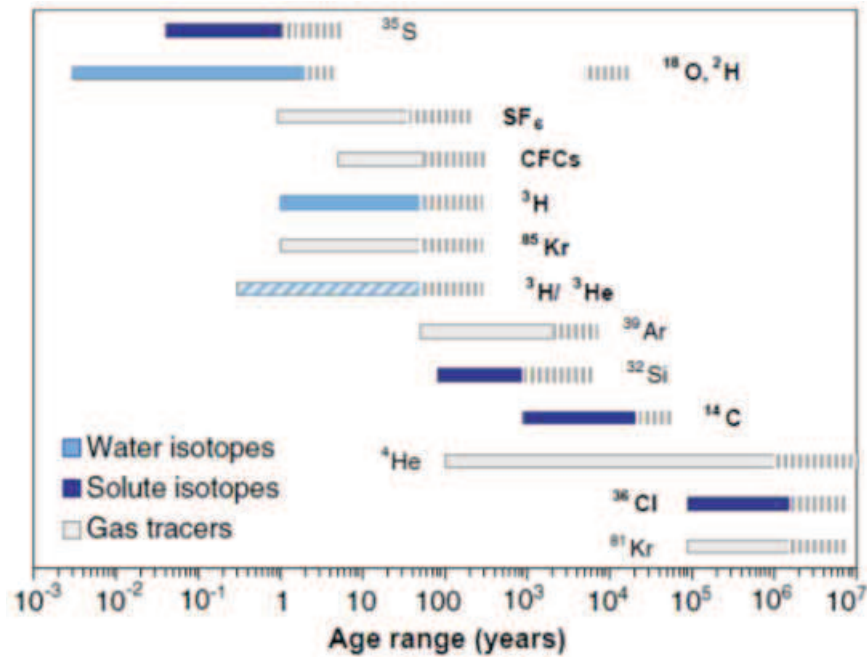 ³⁵S
¹⁸O, ²H
SF₆
CFCs
³H
⁸⁵Kr
³H/ ³He
³⁹Ar
³²Si
¹⁴C
⁴He
³⁶Cl
⁸¹Kr
Water isotopes
Solute isotopes
Gas tracers
10⁻³ 10⁻² 10⁻¹ 1 10 100 10³ 10⁴ 10⁵ 10⁶ 10⁷
Age range (years)